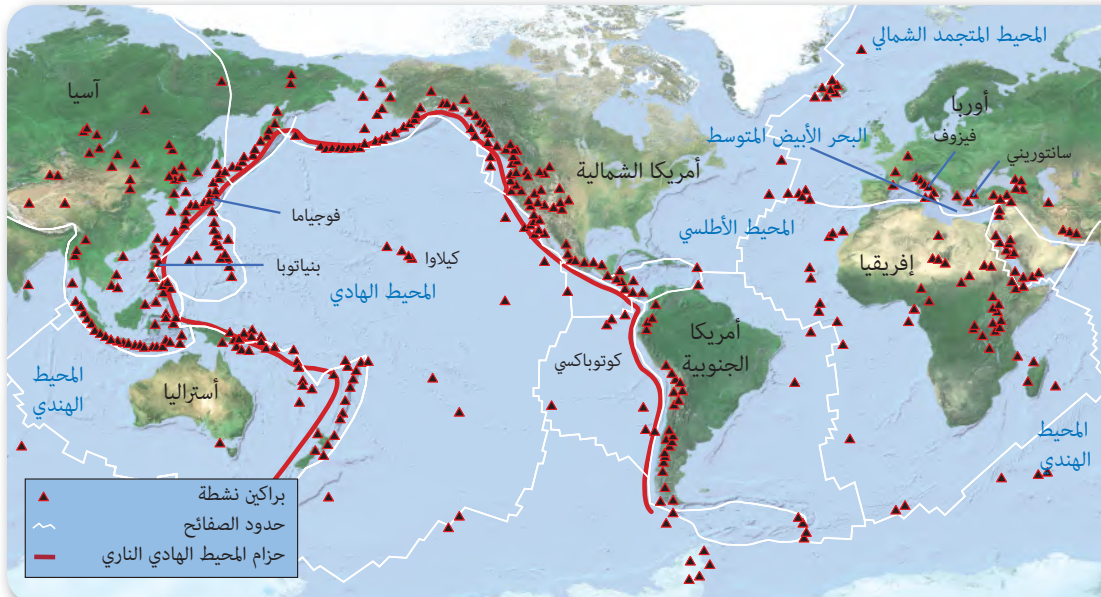 المحيط المتجمد الشمالي
آسيا
أوربا
البحر الأبيض المتوسط
فيزوف
سانتوريني
أمريكا الشمالية
فوجياما
المحيط الأطلسي
كيلاوا
بنياتوبا
إفريقيا
المحيط الهادي
أمريكا
الجنوبية
كوتوباكسي
المحيط
الهندي
أستراليا
المحيط
الهندي
براكين نشطة
حدود الصفائح
حزام المحيط الهادي الناري